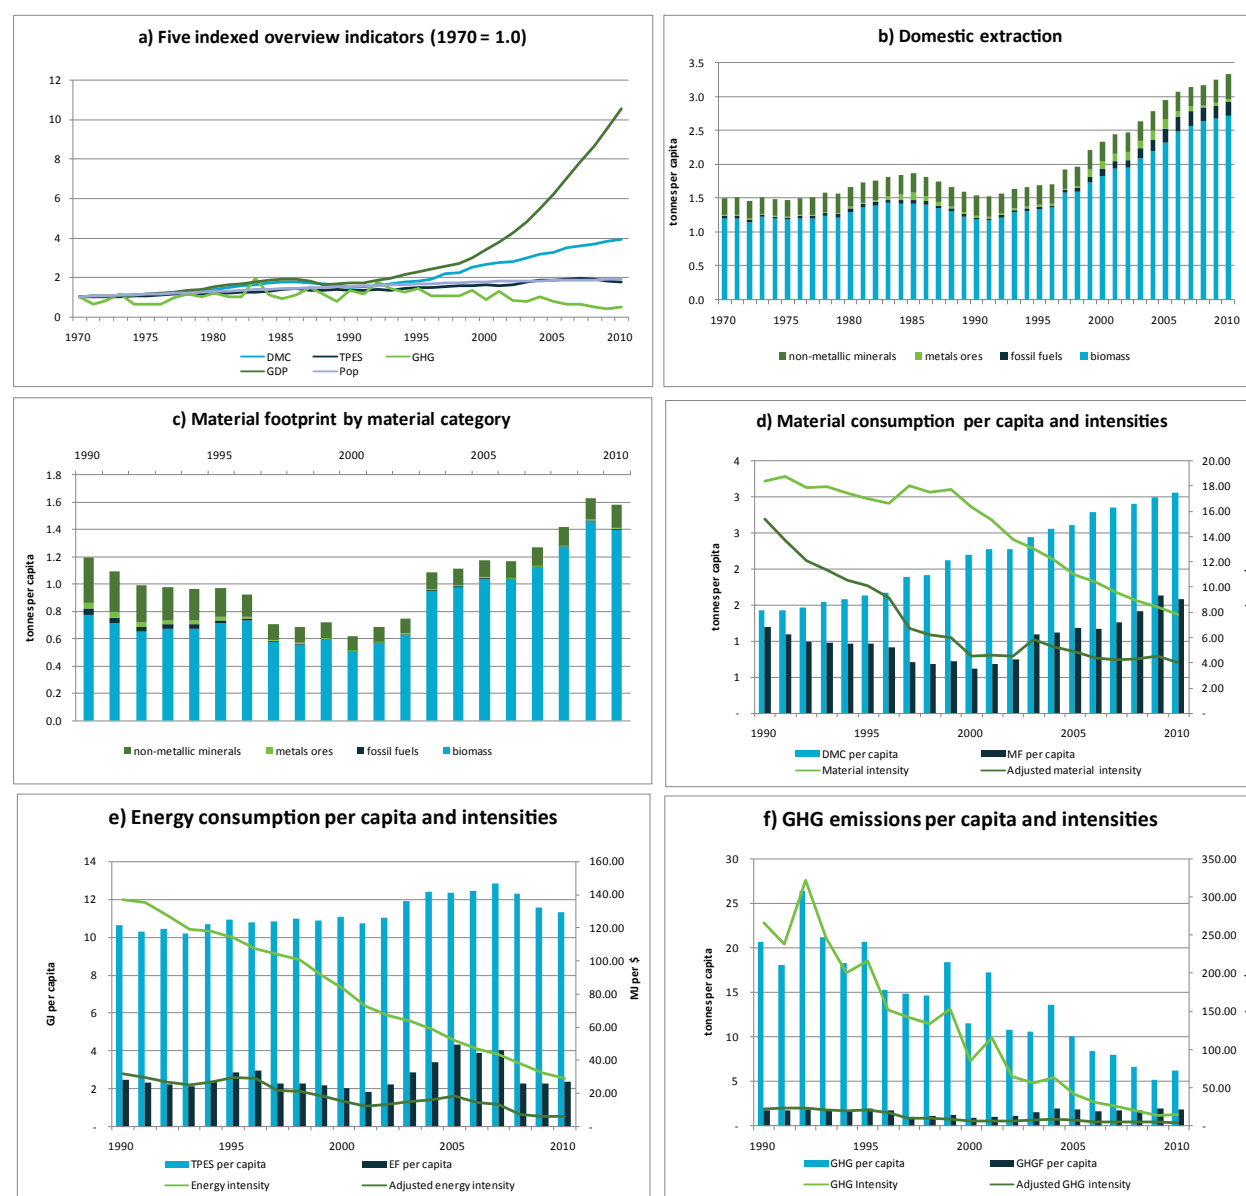 a) Five indexed overview indicators (1970 = 1.0)
12
10
8
6
4
2
0
1970 1975 1980 1985 1990 1995 2000 2005 2010
DMC TPES GHG
GDP Pop
b) Domestic extraction
tonnes per capita
3.5
3.0
2.5
2.0
1.5
1.0
0.5
0.0
1970 1975 1980 1985 1990 1995 2000 2005 2010
non-metallic minerals metals ores fossil fuels biomass
c) Material footprint by material category
1990 1995 2000 2005 2010
tonnes per capita
1.8
1.6
1.4
1.2
1.0
0.8
0.6
0.4
0.2
0.0
non-metallic minerals metals ores fossil fuels biomass
d) Material consumption per capita and intensities
tonnes per capita
4
3
3
2
2
1
1
-
20.00
18.00
16.00
14.00
12.00
10.00
8.00
6.00
4.00
2.00
-
1990 1995 2000 2005 2010
DMC per capita MF per capita
Material intensity Adjusted material intensity
e) Energy consumption per capita and intensities
GJ per capita
14
12
10
8
6
4
2
-
160.00
140.00
120.00
100.00
80.00
60.00
40.00
20.00
-
MJ per $
1990 1995 2000 2005 2010
TPES per capita EF per capita
Energy intensity Adjusted energy intensity
f) GHG emissions per capita and intensities
tonnes per capita
30
25
20
15
10
5
-
350.00
300.00
250.00
200.00
150.00
100.00
50.00
-
1990 1995 2000 2005 2010
GHG per capita GHGF per capita
GHG Intensity Adjusted GHG intensity